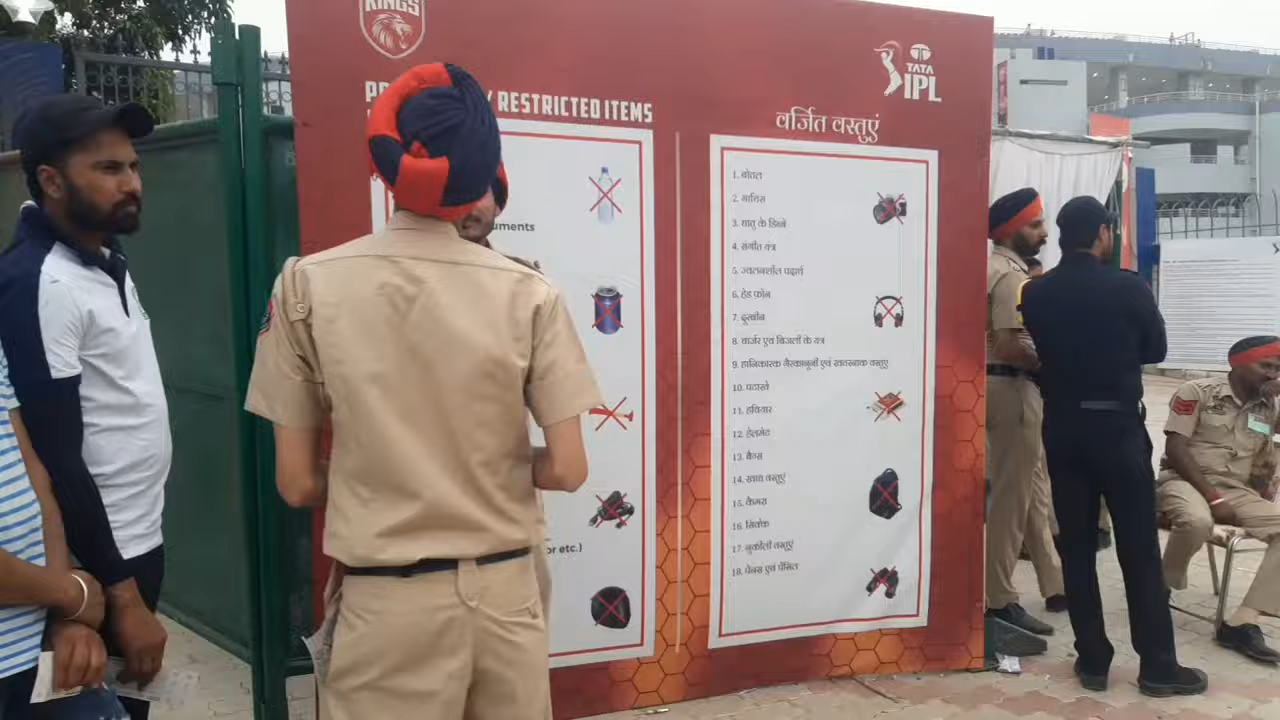 KINGS
RESTRICTED ITEMS
TATA
IPL
वर्जित वस्तुएं
1. बोतल
2. माचिस
3. धातु के डिब्बे
4. संगीत यंत्र
5. ज्वलनशील पदार्थ
6. हेड फ़ोन
7. दूरबीन
8. चार्जर एवं बिजली के यंत्र
9. हानिकारक गैरकानूनी एवं खतरनाक वस्तुए
10. पटाखे
11. हथियार
12. हेलमेट
13. बैग्स
14. खाद्य वस्तुएं
15. कैमरा
16. सिक्के
17. नुकीली वस्तुएं
18. पेनस एवं पेंसिल
or etc.)